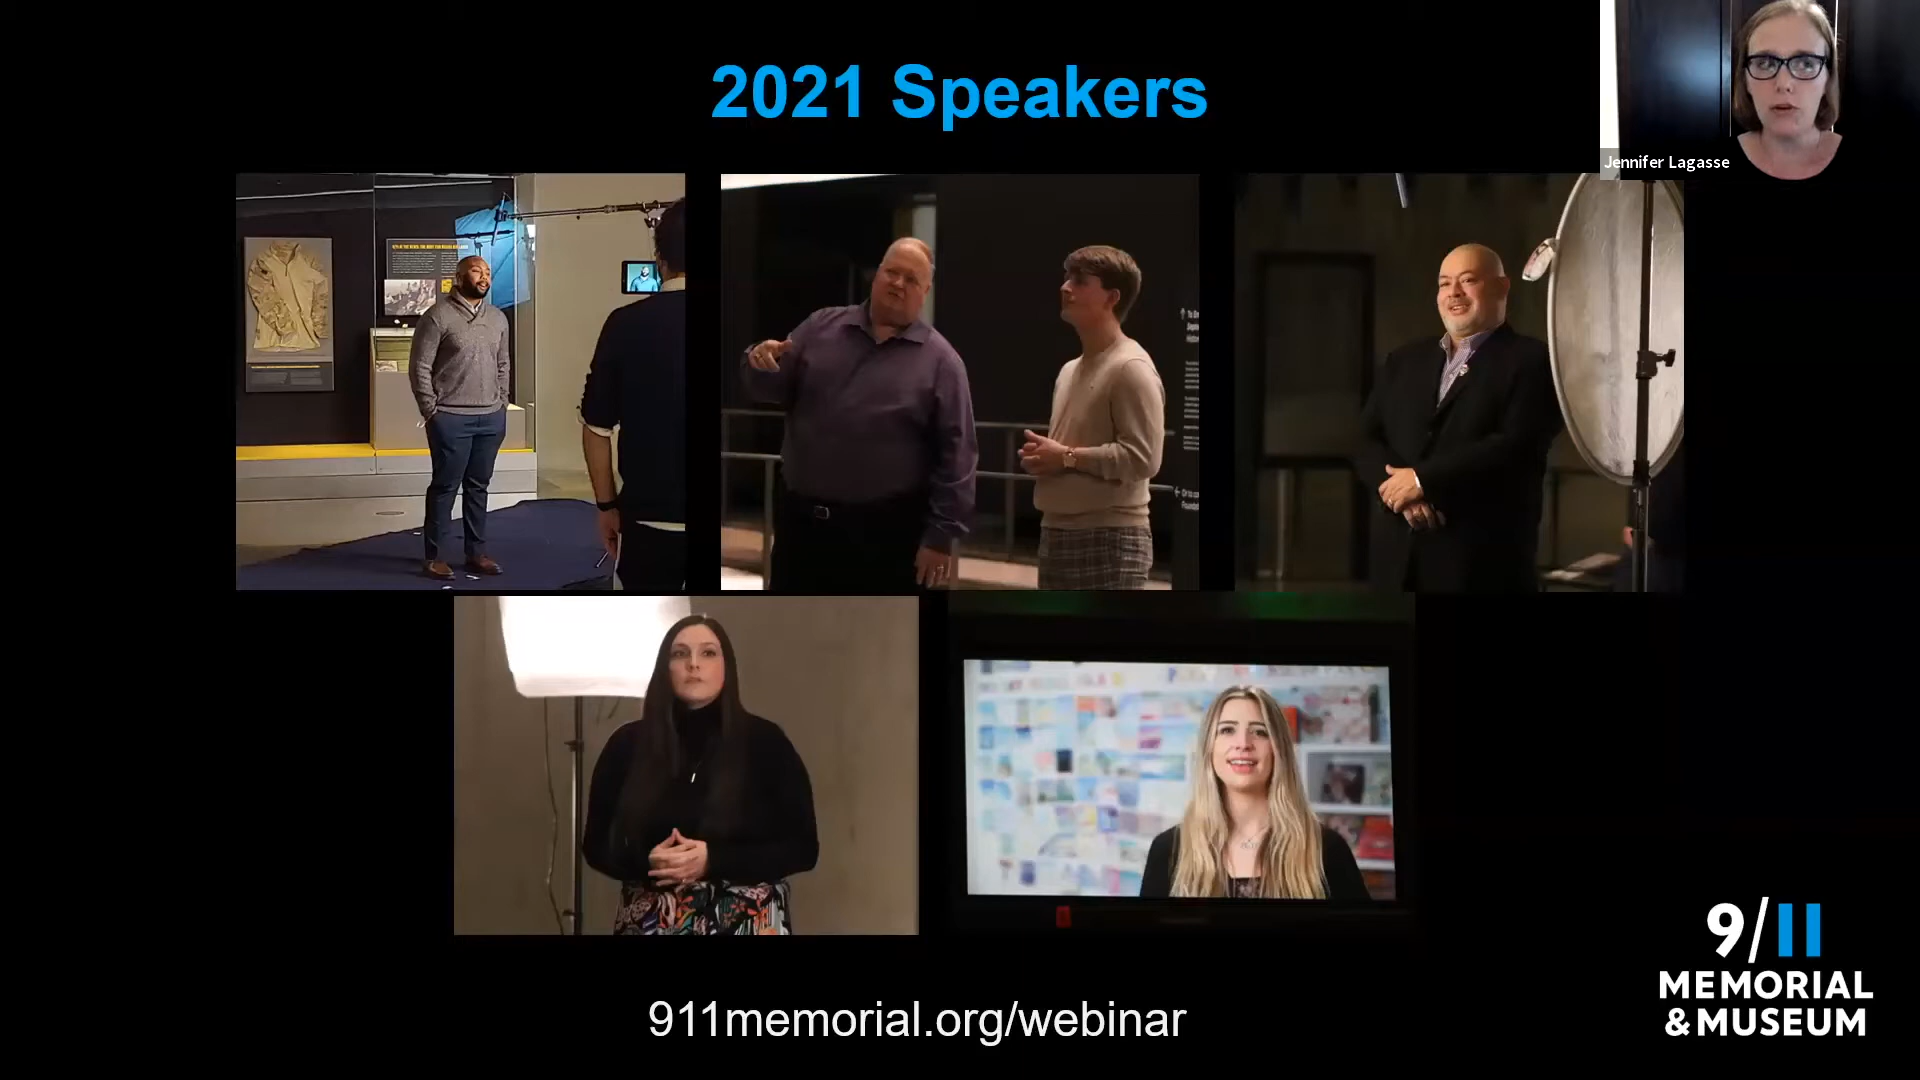 2021 Speakers
Jennifer Lagasse
911memorial.org/webinar
9/11
MEMORIAL
& MUSEUM